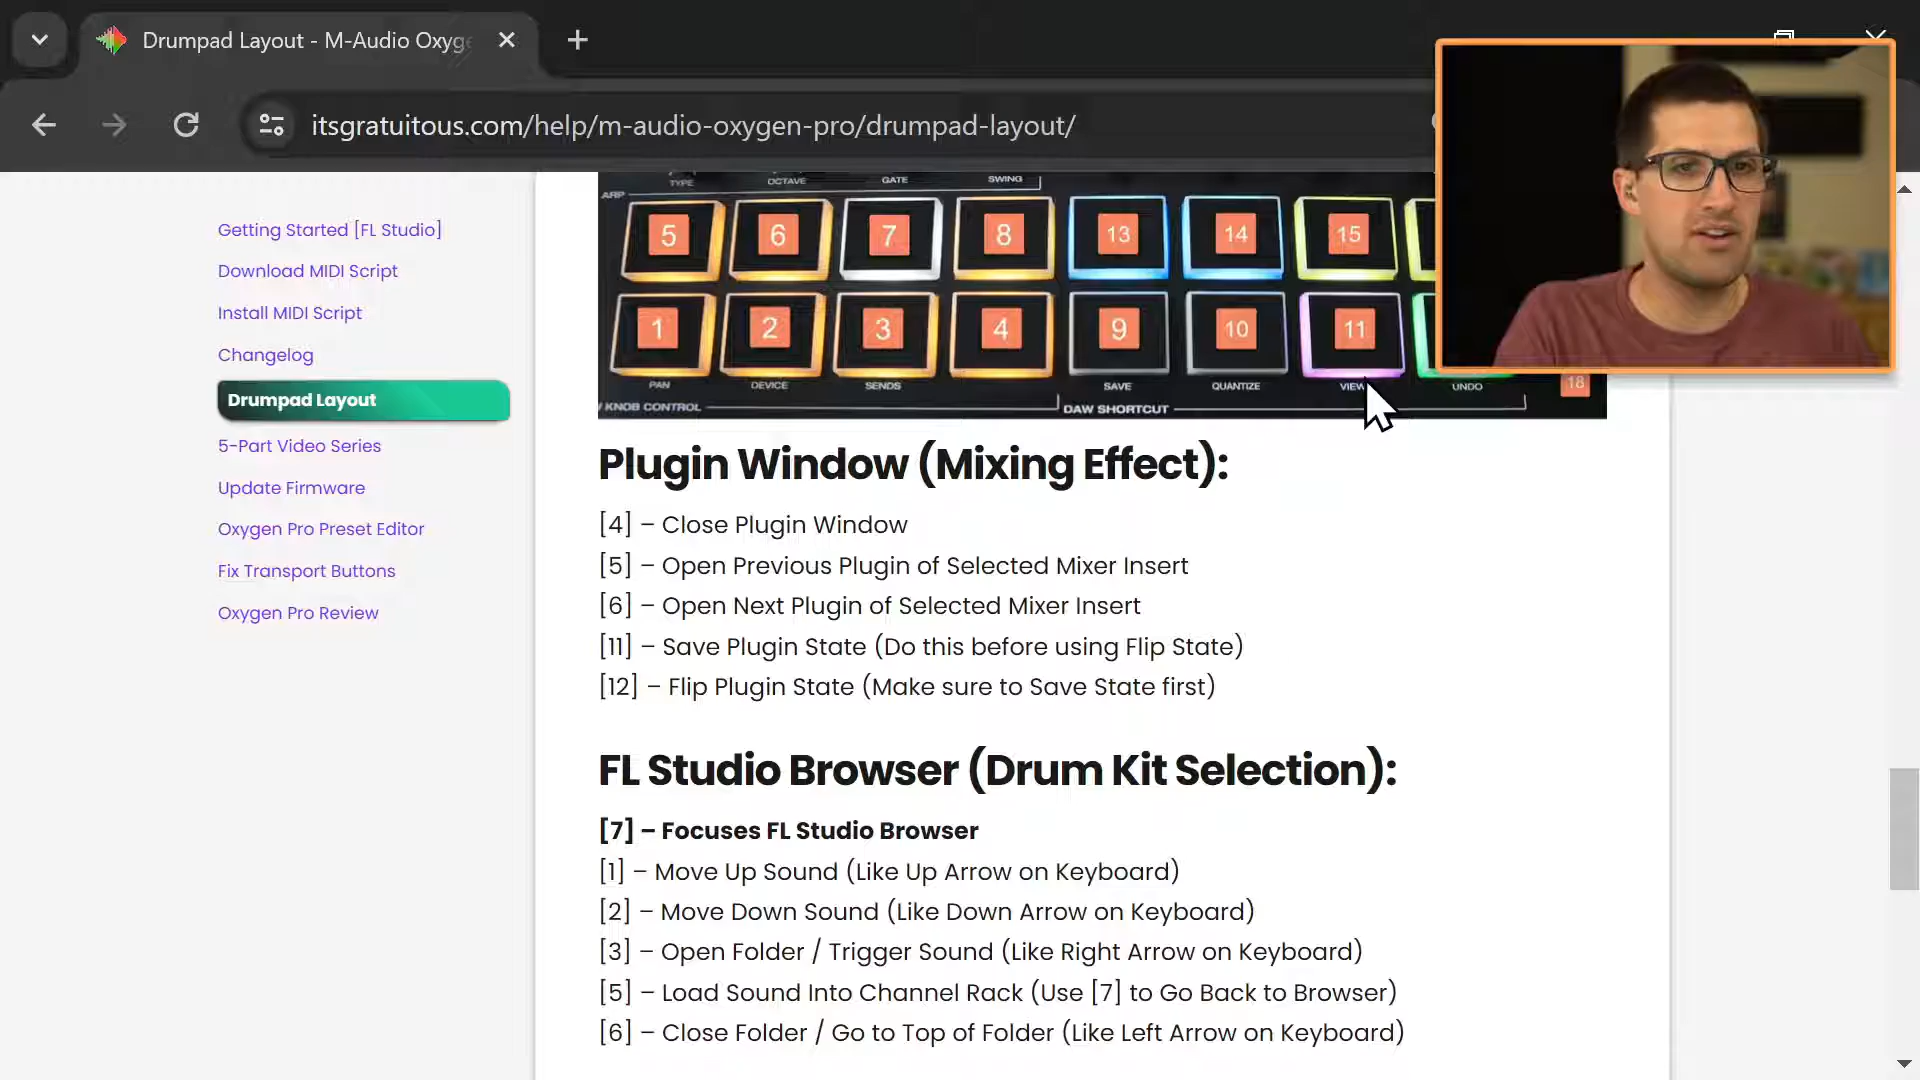 Drumpad Layout - M-Audio Oxyge
itsgratuitous.com/help/m-audio-oxygen-pro/drumpad-layout/
Getting Started [FL Studio]
Download MIDI Script
Install MIDI Script
Changelog
Drumpad Layout
5-Part Video Series
Update Firmware
Oxygen Pro Preset Editor
Fix Transport Buttons
Oxygen Pro Review
TYPE OCTAVE GATE SWING
ARP
5 6 7 8 13 14 15
1 2 3 4 9 10 11
PAN DEVICE SENDS SAVE QUANTIZE VIEW UNDO 18
KNOB CONTROL DAW SHORTCUT
Plugin Window (Mixing Effect):
[4] – Close Plugin Window
[5] – Open Previous Plugin of Selected Mixer Insert
[6] – Open Next Plugin of Selected Mixer Insert
[11] – Save Plugin State (Do this before using Flip State)
[12] – Flip Plugin State (Make sure to Save State first)
FL Studio Browser (Drum Kit Selection):
[7] – Focuses FL Studio Browser
[1] – Move Up Sound (Like Up Arrow on Keyboard)
[2] – Move Down Sound (Like Down Arrow on Keyboard)
[3] – Open Folder / Trigger Sound (Like Right Arrow on Keyboard)
[5] – Load Sound Into Channel Rack (Use [7] to Go Back to Browser)
[6] – Close Folder / Go to Top of Folder (Like Left Arrow on Keyboard)